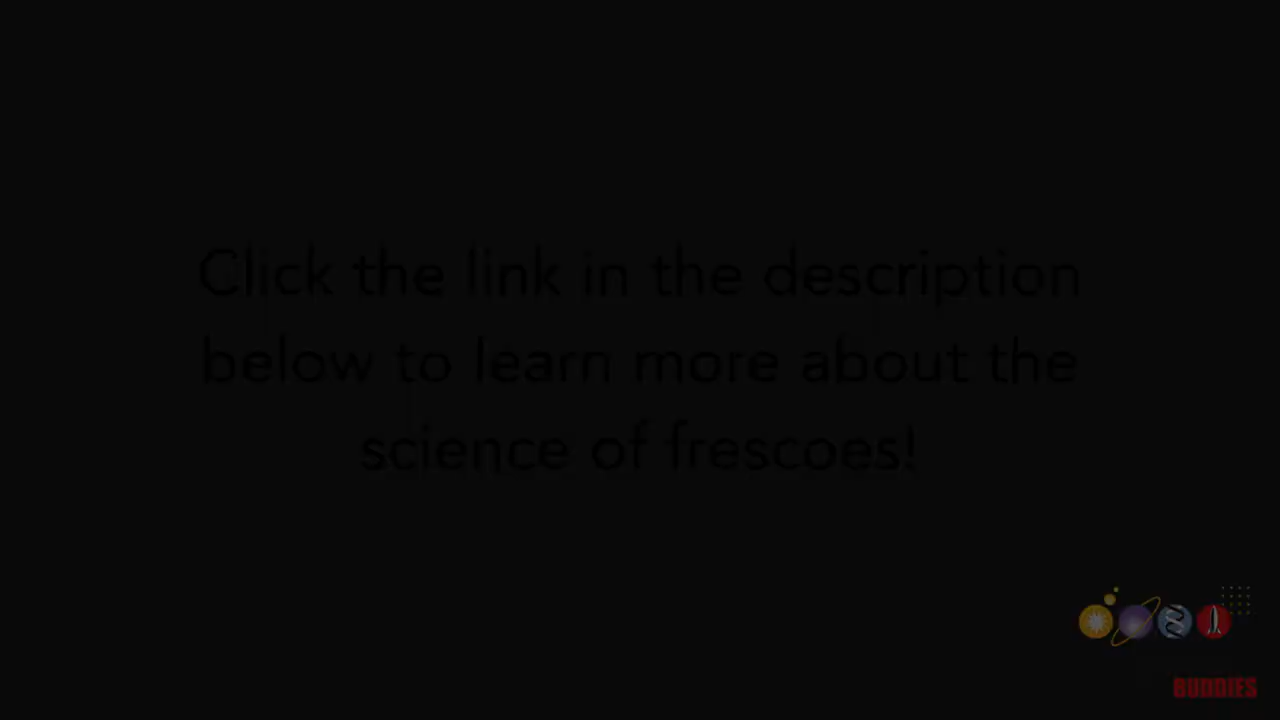 Click the link in the description
below to learn more about the
science of frescoes!
BUDDIES